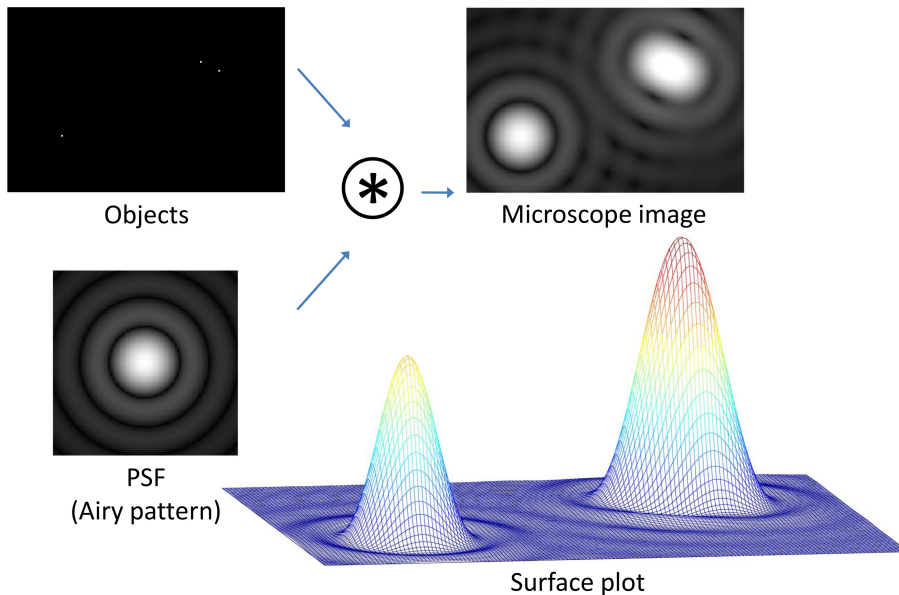 Objects
Microscope image
PSF
(Airy pattern)
Surface plot